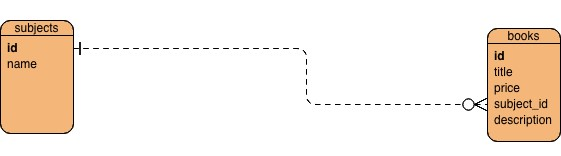 subjects
id
name
books
id
title
price
subject_id
description